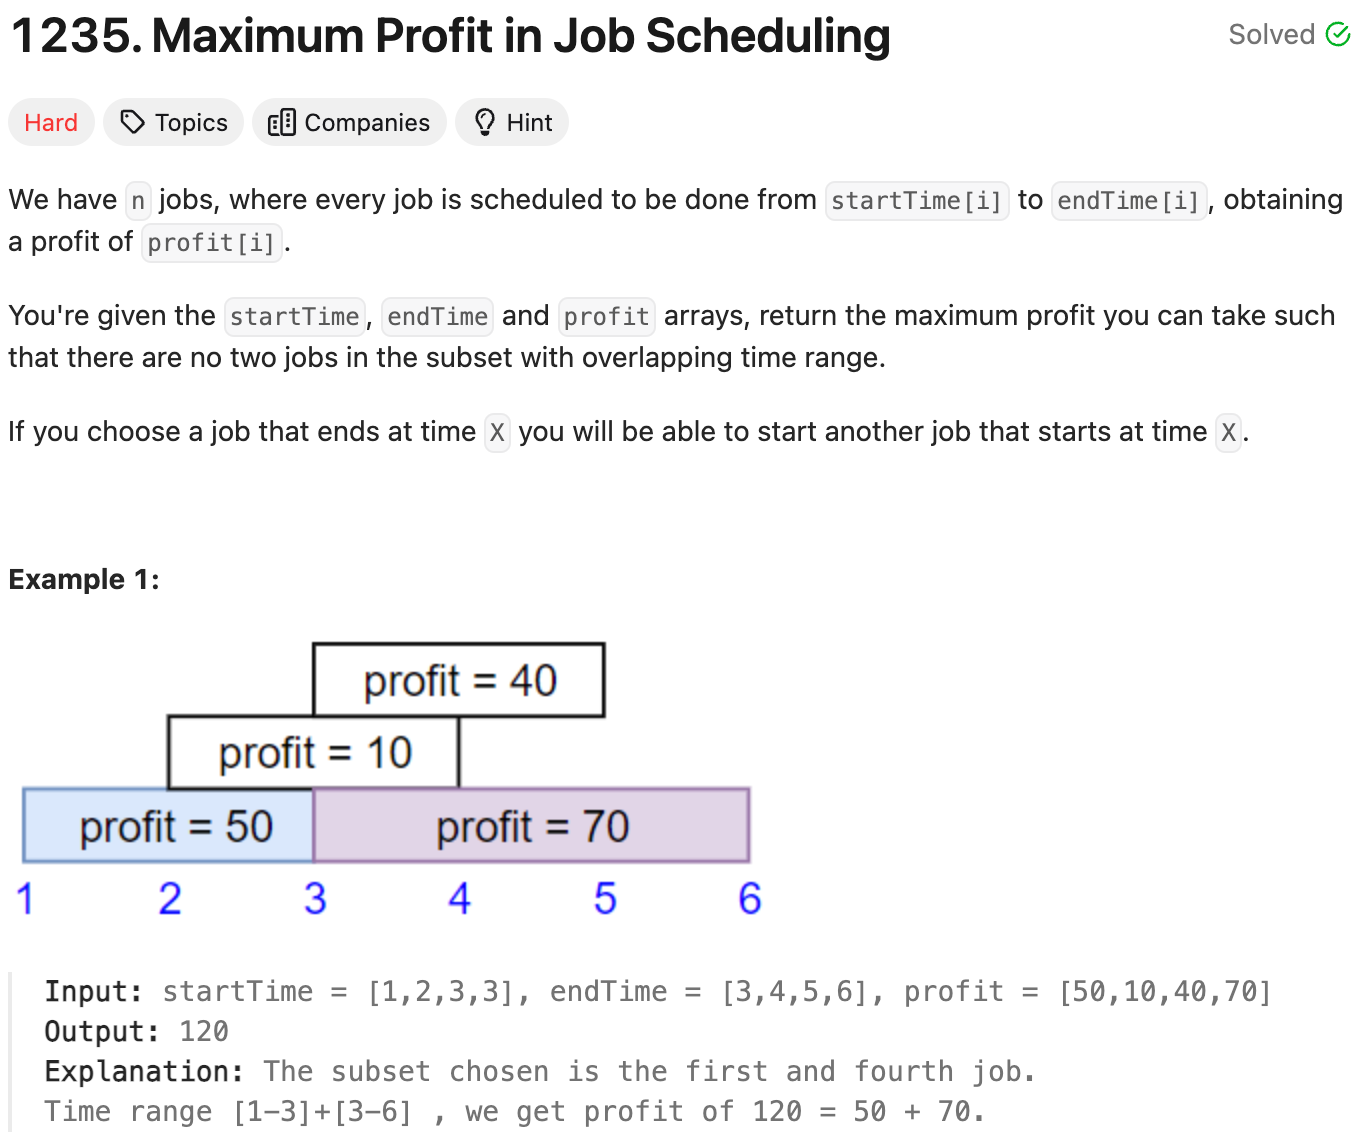 1235. Maximum Profit in Job Scheduling
Solved
Hard
Topics
Companies
Hint
We have n jobs, where every job is scheduled to be done from startTime[i] to endTime[i], obtaining
a profit of profit[i].
You're given the startTime, endTime and profit arrays, return the maximum profit you can take such
that there are no two jobs in the subset with overlapping time range.
If you choose a job that ends at time X you will be able to start another job that starts at time X.
Example 1:
profit = 40
profit = 10
profit = 50
profit = 70
1 2 3 4 5 6
Input: startTime = [1,2,3,3], endTime = [3,4,5,6], profit = [50,10,40,70]
Output: 120
Explanation: The subset chosen is the first and fourth job.
Time range [1-3]+[3-6] , we get profit of 120 = 50 + 70.